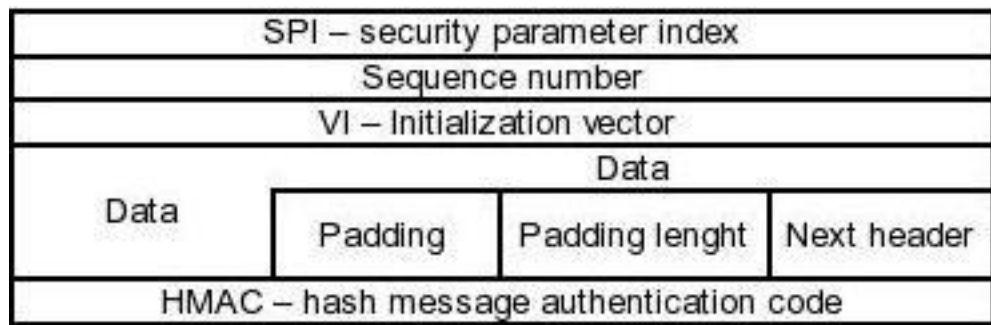 SPI – security parameter index
Sequence number
VI – Initialization vector
Data
Data
Padding
Padding lenght
Next header
HMAC – hash message authentication code